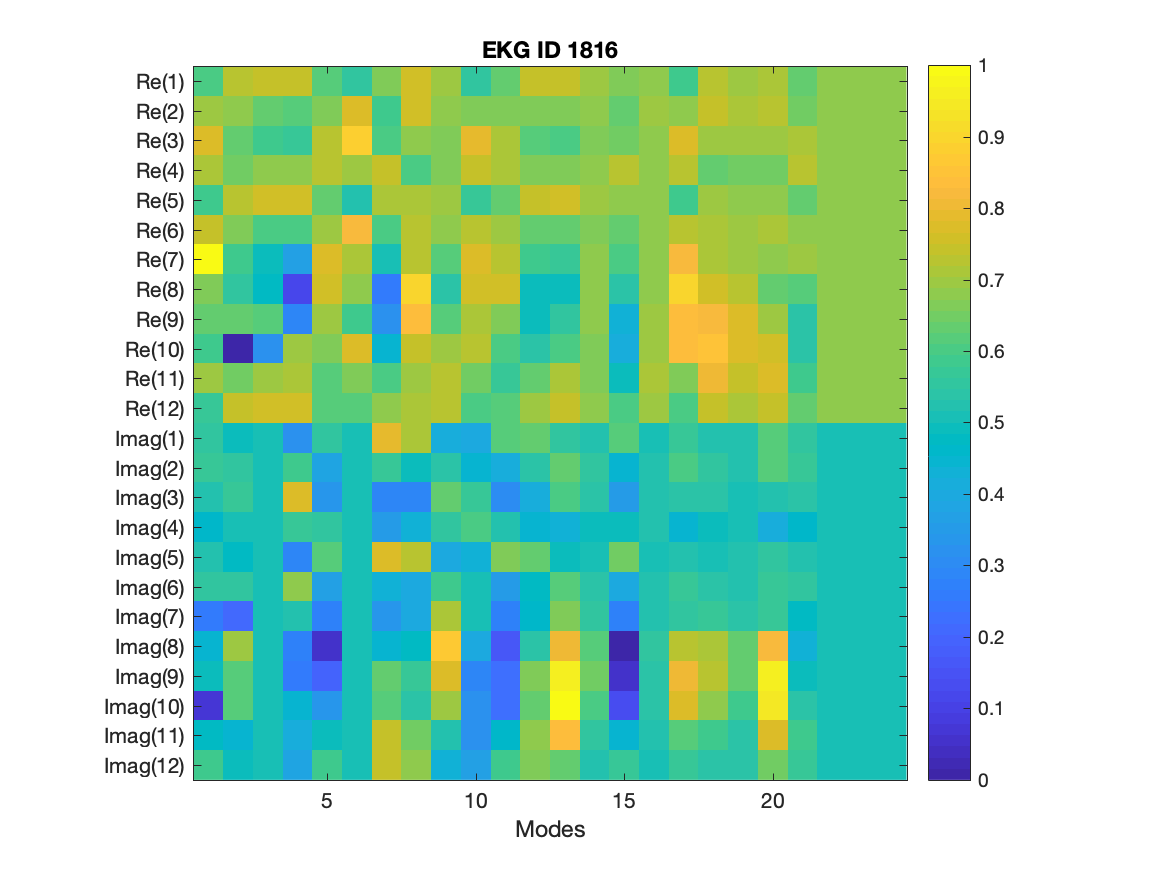 EKG ID 1816
Re(1)
Re(2)
Re(3)
Re(4)
Re(5)
Re(6)
Re(7)
Re(8)
Re(9)
Re(10)
Re(11)
Re(12)
Imag(1)
Imag(2)
Imag(3)
Imag(4)
Imag(5)
Imag(6)
Imag(7)
Imag(8)
Imag(9)
Imag(10)
Imag(11)
Imag(12)
5 10 15 20
Modes
1
0.9
0.8
0.7
0.6
0.5
0.4
0.3
0.2
0.1
0